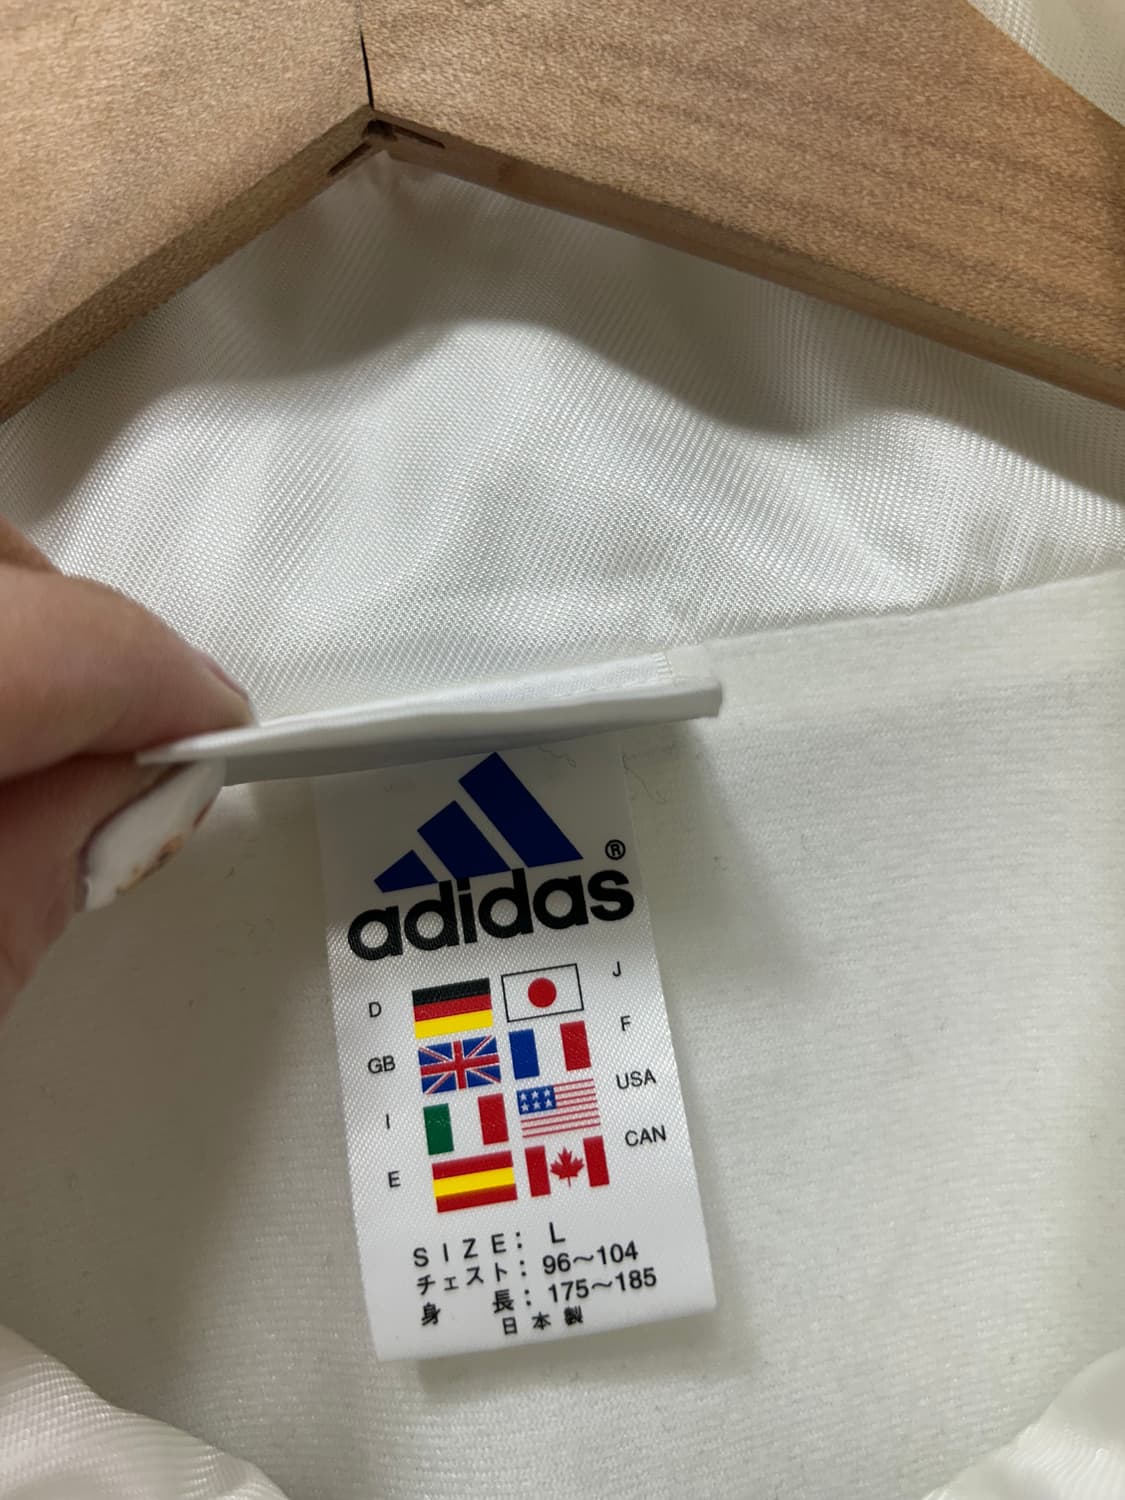 adidas®
D J
GB F
I USA
E CAN
SIZE: L
チェスト: 96~104
身長: 175~185
日本製